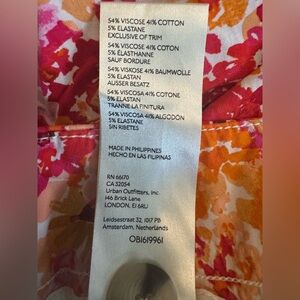 54% VISCOSE 41% COTTON
5% ELASTANE
EXCLUSIVE OF TRIM
54% VISCOSE 41% COTON
5% ÉLASTHANNE
SAUF BORDURE
54% VISKOSE 41% BAUMWOLLE
5% ELASTAN
AUSSER BESATZ
54% VISCOSA 41% COTONE
5% ELASTAN
TRANNE LA FINITURA
54% VISCOSA 41% ALGODÓN
5% ELASTANE
SIN RIBETES
MADE IN PHILIPPINES
HECHO EN LAS FILIPINAS
RN 66170
CA 32054
Urban Outfitters, Inc.
146 Brick Lane
LONDON, E1 6RU
Leidsestraat 32, 1017 PB
Amsterdam, Netherlands
OB1619961